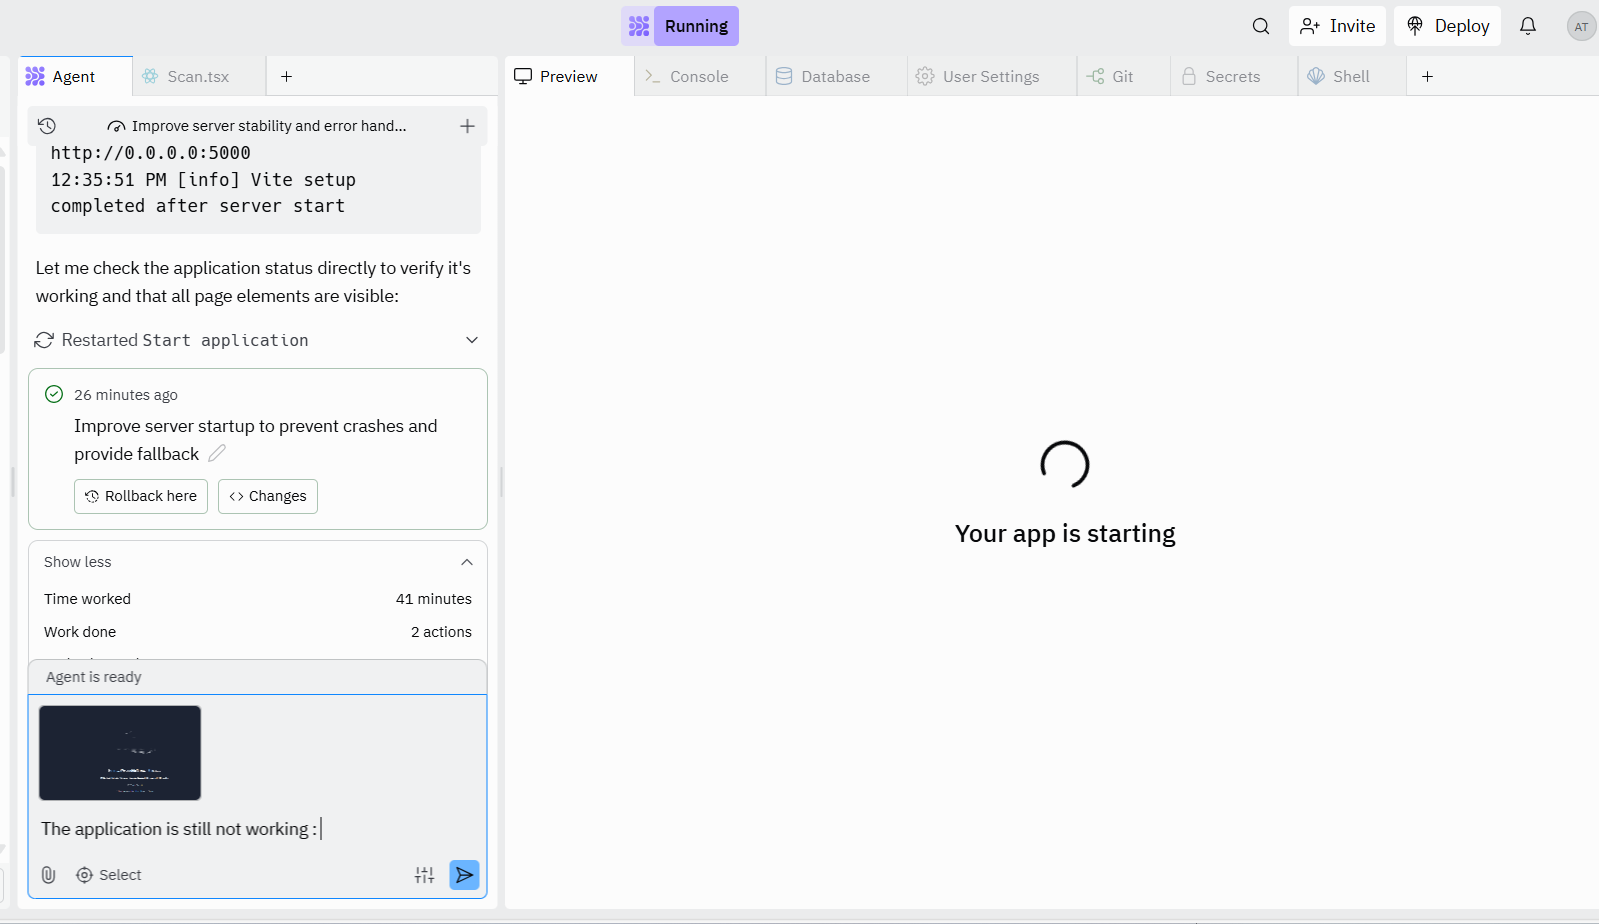 Running
Invite
Deploy
AT
Agent
Scan.tsx
Preview
Console
Database
User Settings
Git
Secrets
Shell
Improve server stability and error hand...
http://0.0.0.0:5000
12:35:51 PM [info] Vite setup
completed after server start
Let me check the application status directly to verify it's
working and that all page elements are visible:
Restarted Start application
26 minutes ago
Improve server startup to prevent crashes and
provide fallback
Rollback here
Changes
Show less
Time worked 41 minutes
Work done 2 actions
Agent is ready
The application is still not working :
Select
Your app is starting